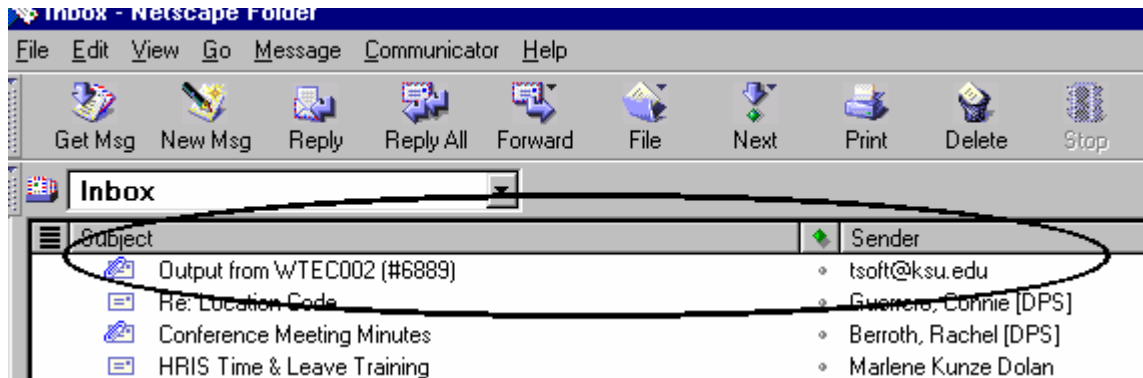 Inbox - Netscape Folder
File Edit View Go Message Communicator Help
Get Msg New Msg Reply Reply All Forward File Next Print Delete Stop
Inbox
Subject Sender
Output from WTEC002 (#6889) tsoft@ksu.edu
Re: Location Code Guerrero, Connie [DPS]
Conference Meeting Minutes Berroth, Rachel [DPS]
HRIS Time & Leave Training Marlene Kunze Dolan